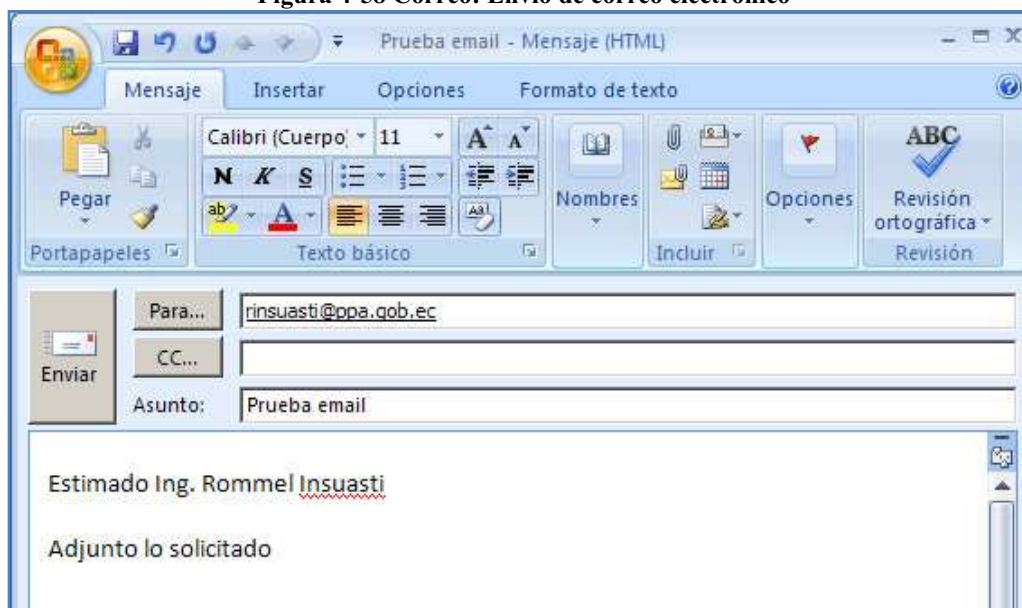 Figura 4-38 Correo: Envío de correo electrónico
Prueba email - Mensaje (HTML)
Mensaje Insertar Opciones Formato de texto
Calibri (Cuerpo 11 A A ABC
Pegar N K S Nombres Opciones Revisión
ab A Aa ortográfica
Portapapeles Texto básico Incluir Revisión
Para... rinsuasti@ppa.gob.ec
CC...
Enviar
Asunto: Prueba email
Estimado Ing. Rommel Insuasti
Adjunto lo solicitado